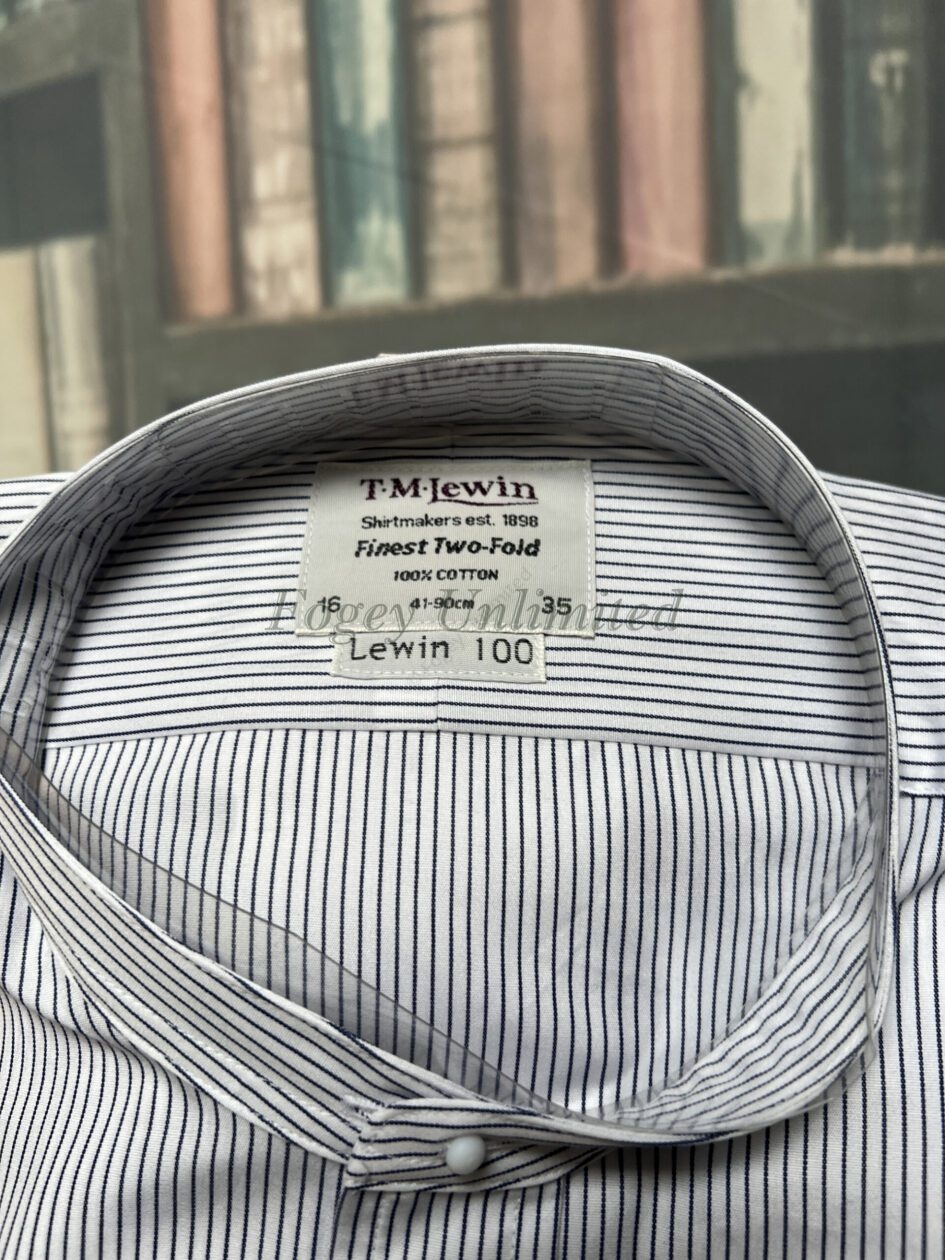 T·M·Lewin
Shirtmakers est. 1898
Finest Two-Fold
100% COTTON
16 41-90cm 35
Fogey Unlimited
Lewin 100